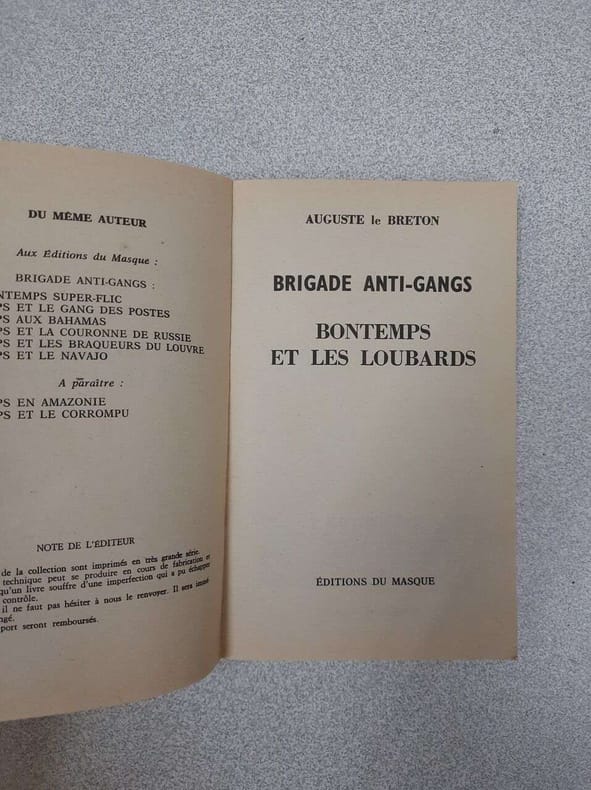 DU MÊME AUTEUR
Aux Éditions du Masque :
BRIGADE ANTI-GANGS :
NTEMPS SUPER-FLIC
PS ET LE GANG DES POSTES
PS AUX BAHAMAS
PS ET LA COURONNE DE RUSSIE
PS ET LES BRAQUEURS DU LOUVRE
PS ET LE NAVAJO
A paraître :
PS EN AMAZONIE
PS ET LE CORROMPU
NOTE DE L'ÉDITEUR
de la collection sont imprimés en très grande série.
technique peut se produire en cours de fabrication et
qu'un livre souffre d'une imperfection qui a pu échapper
contrôle.
il ne faut pas hésiter à nous le renvoyer. Il sera immé
ngé.
port seront remboursés.
AUGUSTE le BRETON
BRIGADE ANTI-GANGS
BONTEMPS
ET LES LOUBARDS
ÉDITIONS DU MASQUE